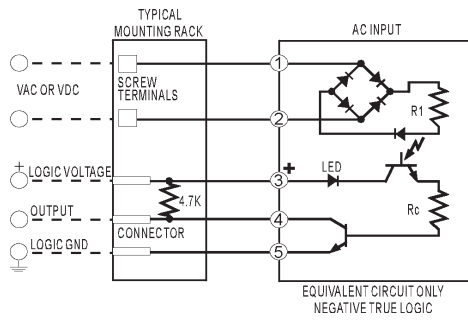 TYPICAL
MOUNTING RACK
AC INPUT
1
VAC OR VDC
SCREW
TERMINALS
R1
2
+
LOGIC VOLTAGE
3
+
LED
4.7K
OUTPUT
CONNECTOR
4
Rc
LOGIC GND
5
EQUIVALENT CIRCUIT ONLY
NEGATIVE TRUE LOGIC